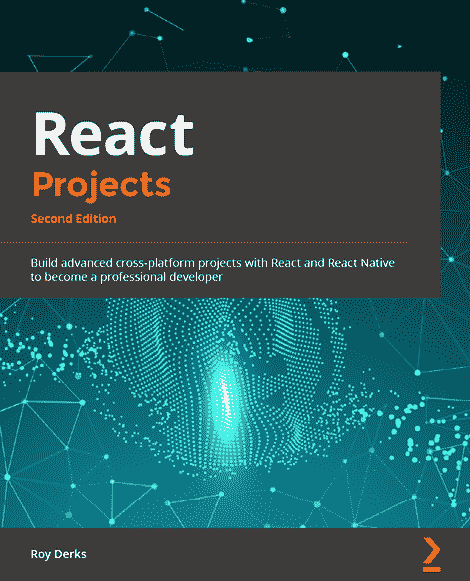 React
Projects
Second Edition
Build advanced cross-platform projects with React and React Native
to become a professional developer
Roy Derks